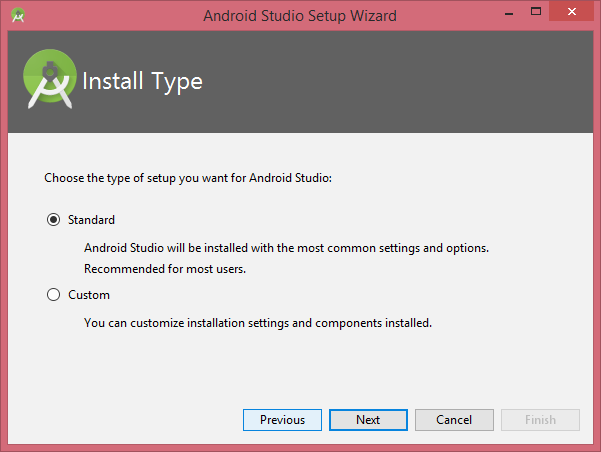 Android Studio Setup Wizard
Install Type
Choose the type of setup you want for Android Studio:
Standard
Android Studio will be installed with the most common settings and options.
Recommended for most users.
Custom
You can customize installation settings and components installed.
Previous Next Cancel Finish